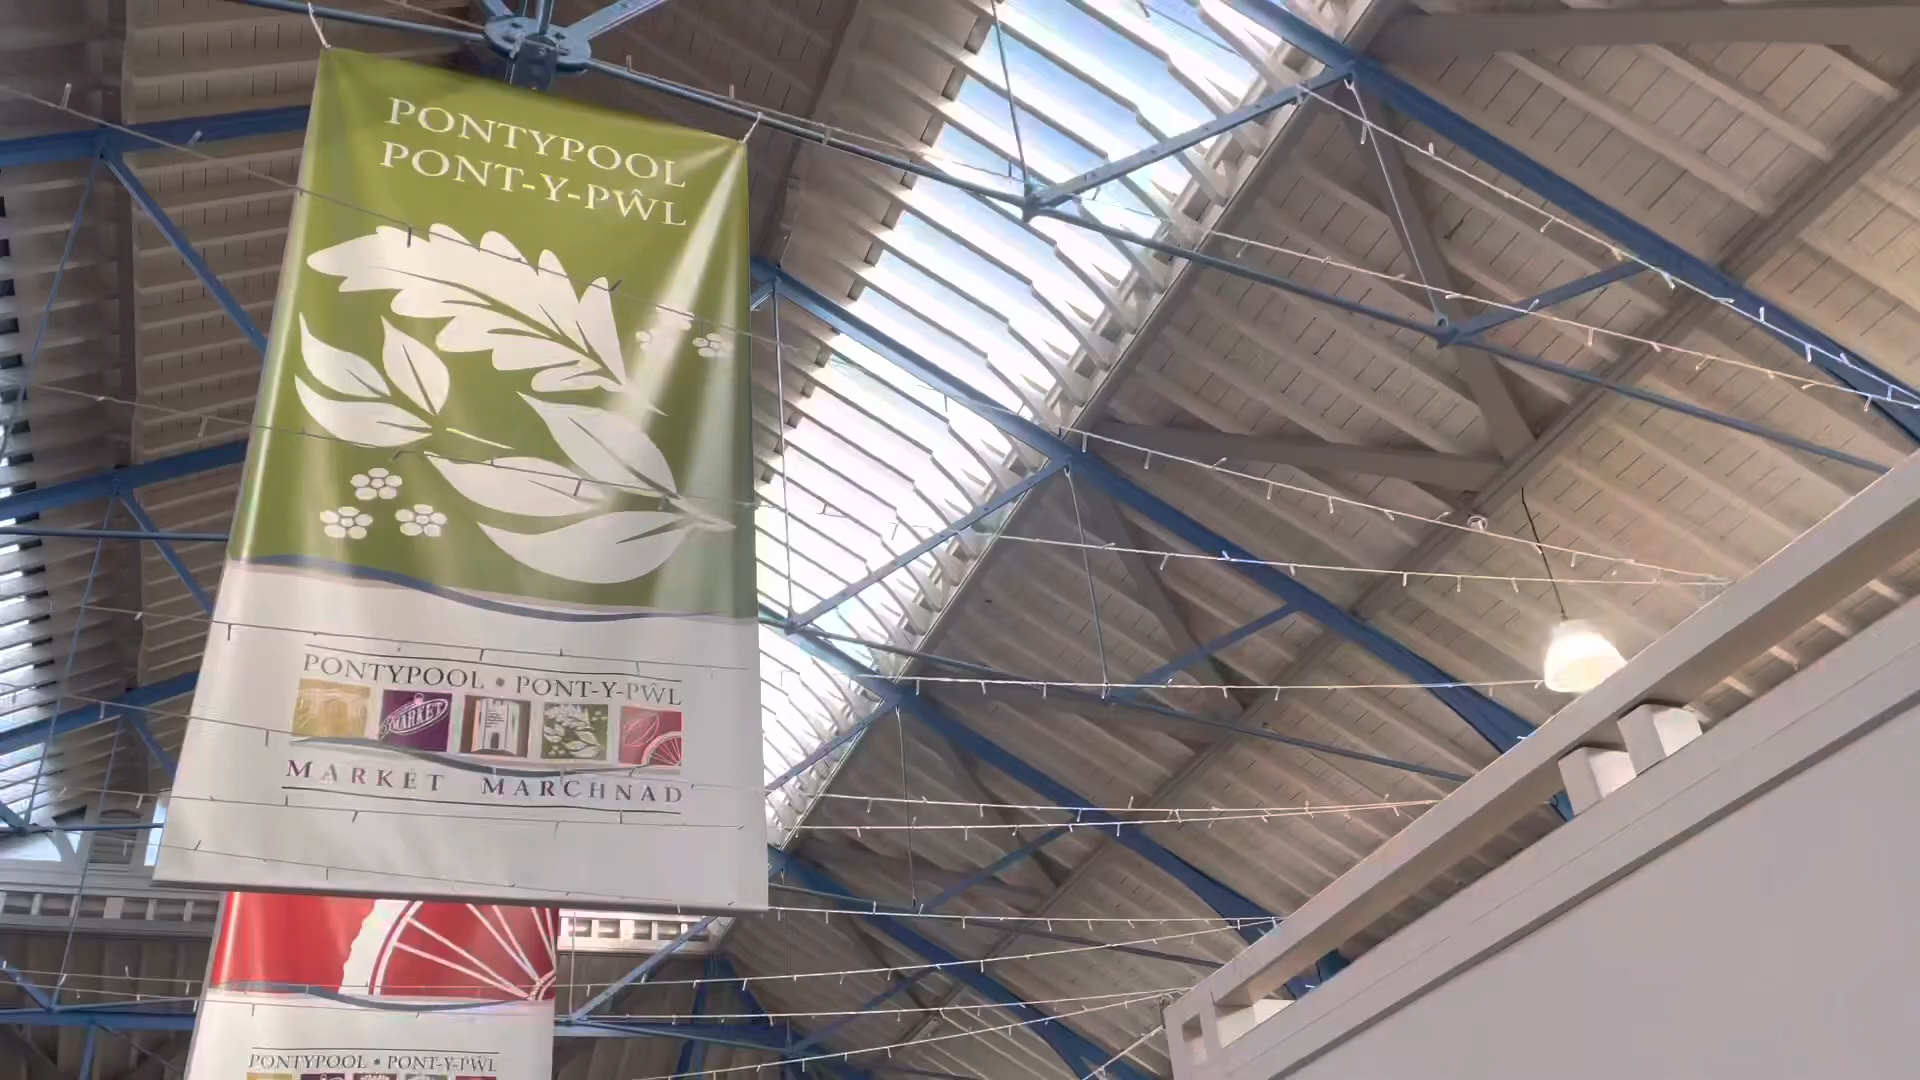 PONTYPOOL
PONT-Y-PŴL
PONTYPOOL • PONT-Y-PŴL
MARKET
MARKET MARCHNAD
PONTYPOOL • PONT-Y-PŴL